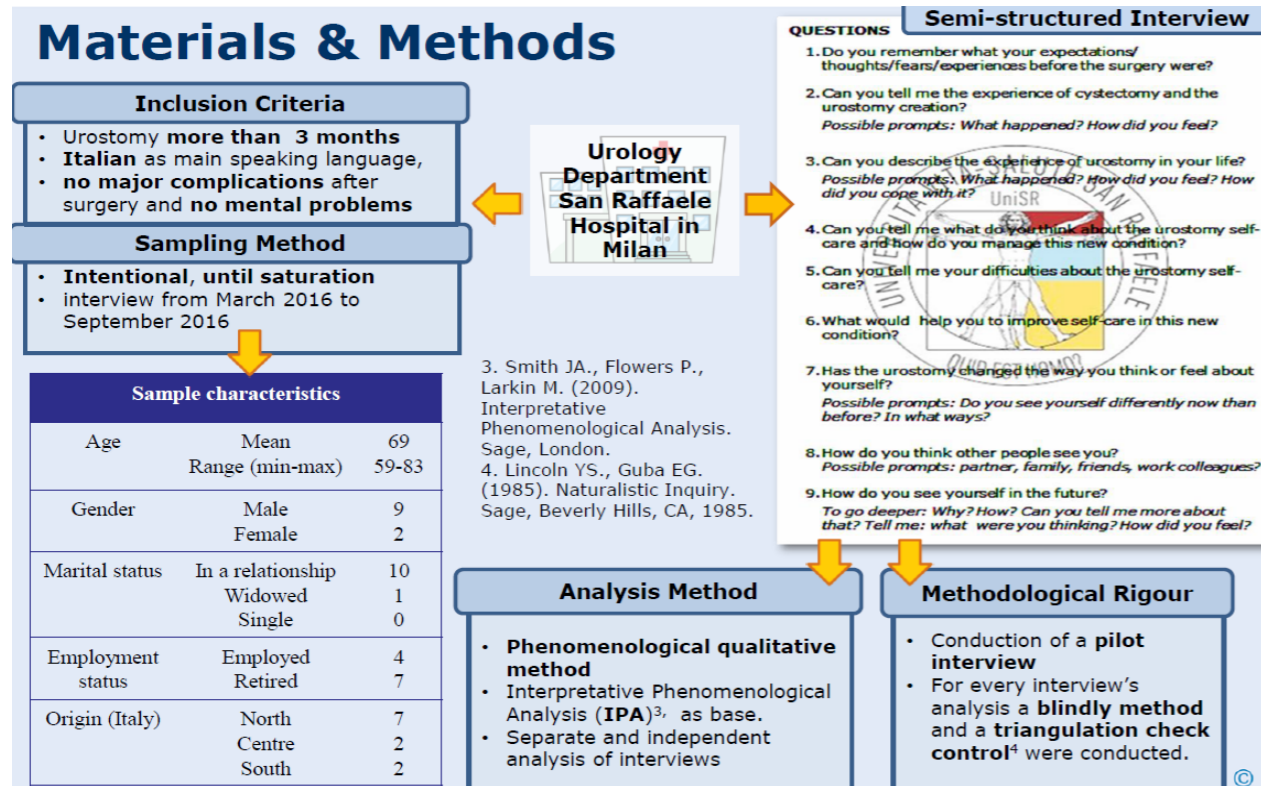 Materials & Methods
Inclusion Criteria
• Urostomy more than 3 months
• Italian as main speaking language,
• no major complications after
surgery and no mental problems
Sampling Method
• Intentional, until saturation
• interview from March 2016 to
September 2016
Sample characteristics
Age Mean 69
Range (min-max) 59-83
Gender Male 9
Female 2
Marital status In a relationship 10
Widowed 1
Single 0
Employment Employed 4
status Retired 7
Origin (Italy) North 7
Centre 2
South 2
Urology
Department
San Raffaele
Hospital in
Milan
3. Smith JA., Flowers P.,
Larkin M. (2009).
Interpretative
Phenomenological Analysis.
Sage, London.
4. Lincoln YS., Guba EG.
(1985). Naturalistic Inquiry.
Sage, Beverly Hills, CA, 1985.
Semi-structured Interview
QUESTIONS
1. Do you remember what your expectations/
thoughts/fears/experiences before the surgery were?
2. Can you tell me the experience of cystectomy and the
urostomy creation?
Possible prompts: What happened? How did you feel?
3. Can you describe the experience of urostomy in your life?
Possible prompts: What happened? How did you feel? How
did you cope with it?
4. Can you tell me what do you think about the urostomy self-
care and how do you manage this new condition?
5. Can you tell me your difficulties about the urostomy self-
care?
6. What would help you to improve self-care in this new
condition?
7. Has the urostomy changed the way you think or feel about
yourself?
Possible prompts: Do you see yourself differently now than
before? In what ways?
8. How do you think other people see you?
Possible prompts: partner, family, friends, work colleagues?
9. How do you see yourself in the future?
To go deeper: Why? How? Can you tell me more about
that? Tell me: what were you thinking? How did you feel?
UniSR
QUID EST HOMO?
Analysis Method
• Phenomenological qualitative
method
• Interpretative Phenomenological
Analysis (IPA)3, as base.
• Separate and independent
analysis of interviews
Methodological Rigour
• Conduction of a pilot
interview
• For every interview's
analysis a blindly method
and a triangulation check
control4 were conducted.
©